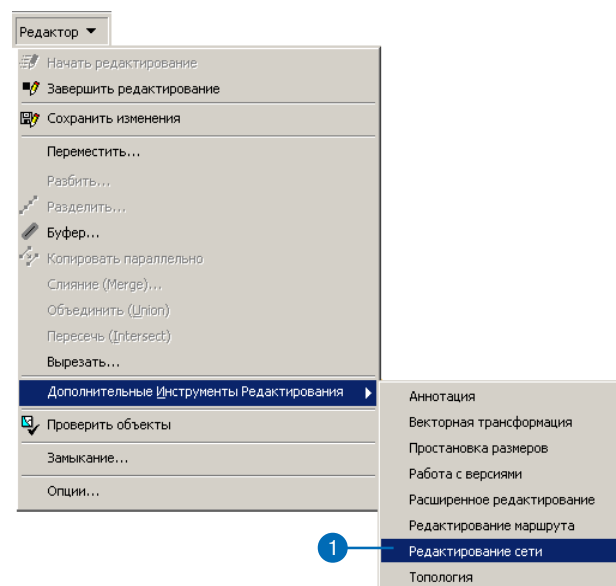 Редактор
Начать редактирование
Завершить редактирование
Сохранить изменения
Переместить...
Разбить...
Разделить...
Буфер...
Копировать параллельно
Слияние (Merge)...
Объединить (Union)
Пересечь (Intersect)
Вырезать...
Дополнительные Инструменты Редактирования
Проверить объекты
Замыкание...
Опции...
Аннотация
Векторная трансформация
Простановка размеров
Работа с версиями
Расширенное редактирование
Редактирование маршрута
1 Редактирование сети
Топология